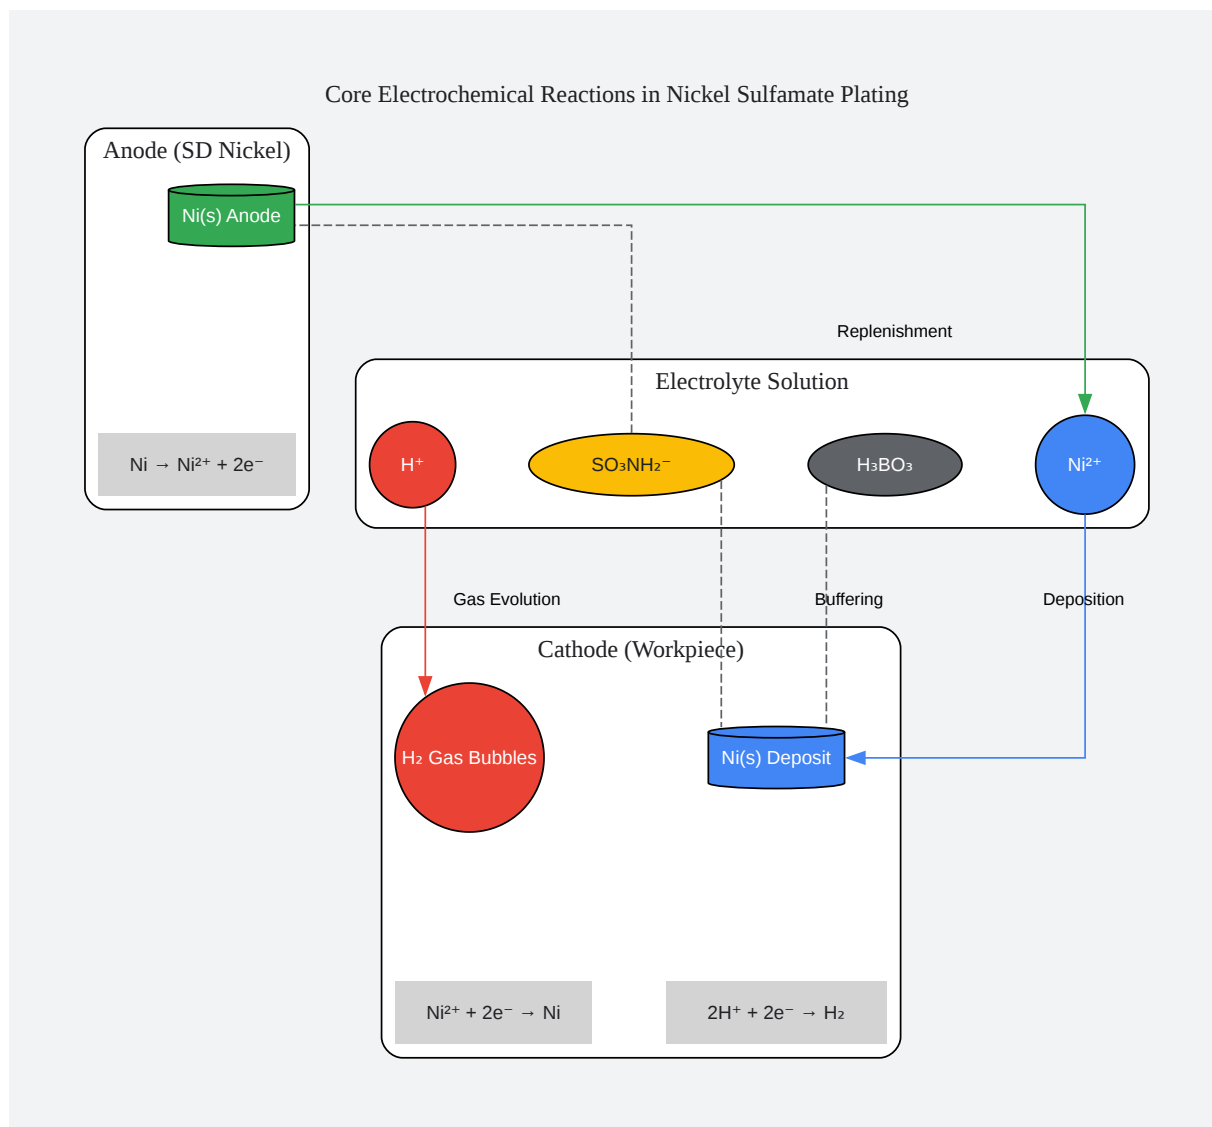 Core Electrochemical Reactions in Nickel Sulfamate Plating
Anode (SD Nickel)
Ni(s) Anode
Ni → Ni²⁺ + 2e⁻
Replenishment
Electrolyte Solution
H⁺
SO₃NH₂⁻
H₃BO₃
Ni²⁺
Gas Evolution
Buffering
Deposition
Cathode (Workpiece)
H₂ Gas Bubbles
Ni(s) Deposit
Ni²⁺ + 2e⁻ → Ni
2H⁺ + 2e⁻ → H₂